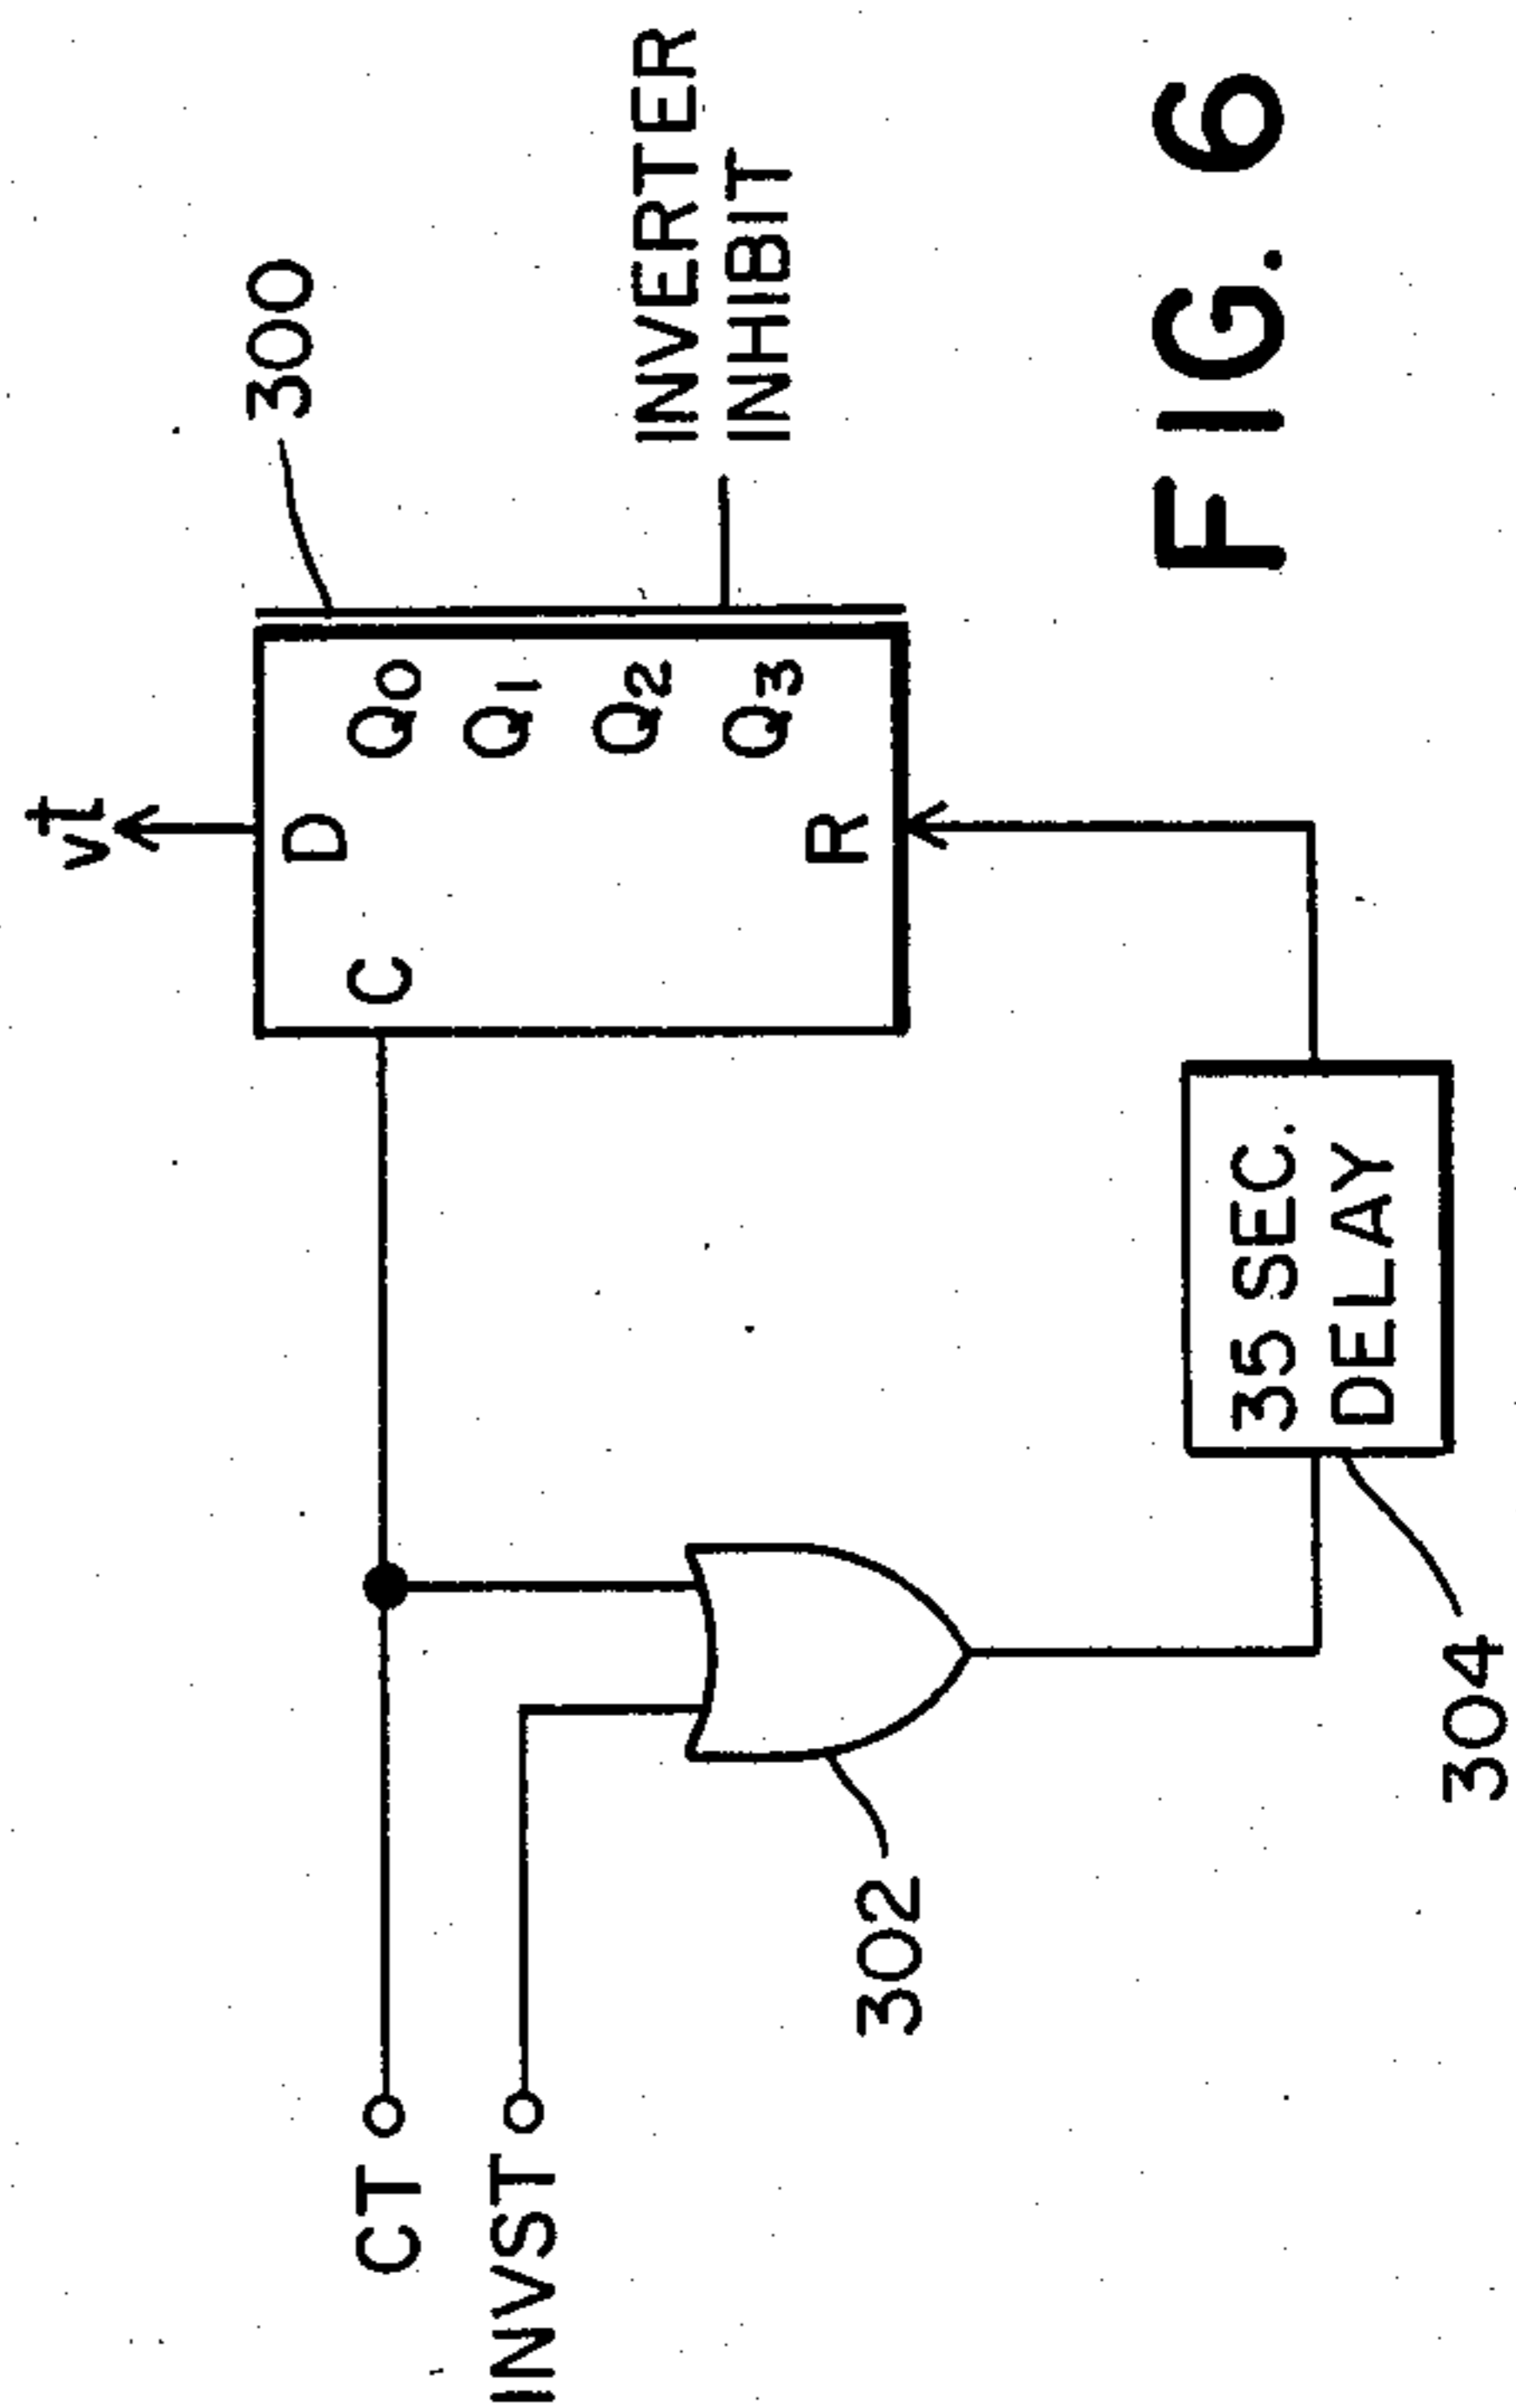 vt
300
D
C
Q0
Q1
Q2
Q3
R
INVERTER
INHIBIT
CT
INVST
302
35 SEC.
DELAY
304
FIG. 6